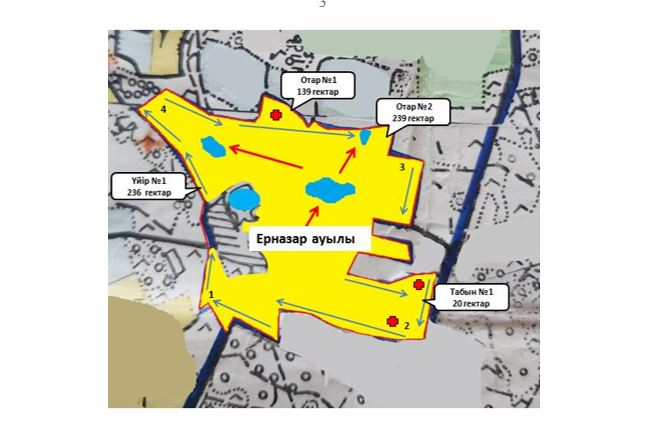 3
Отар №1
139 гектар
Отар №2
239 гектар
4
3
Үйір №1
236 гектар
Ерназар ауылы
Табын №1
20 гектар
1
2